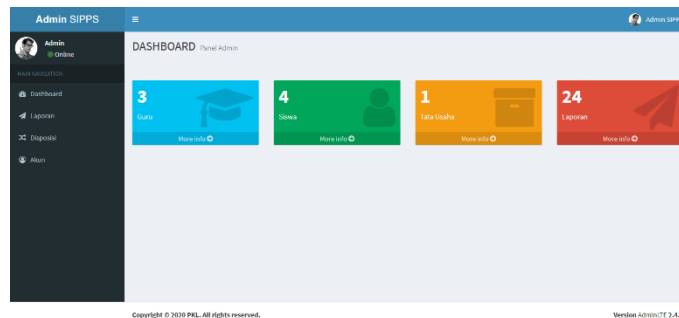 Admin SIPPS
Admin SIPP
Admin
Online
DASHBOARD Panel Admin
MAIN NAVIGATION
Dashboard
Laporan
Disposisi
Akun
3
Guru
More info
4
Siswa
More info
1
Tata Usaha
More info
24
Laporan
More info
Copyright © 2020 PKL. All rights reserved.
Version AdminLTE 2.4.